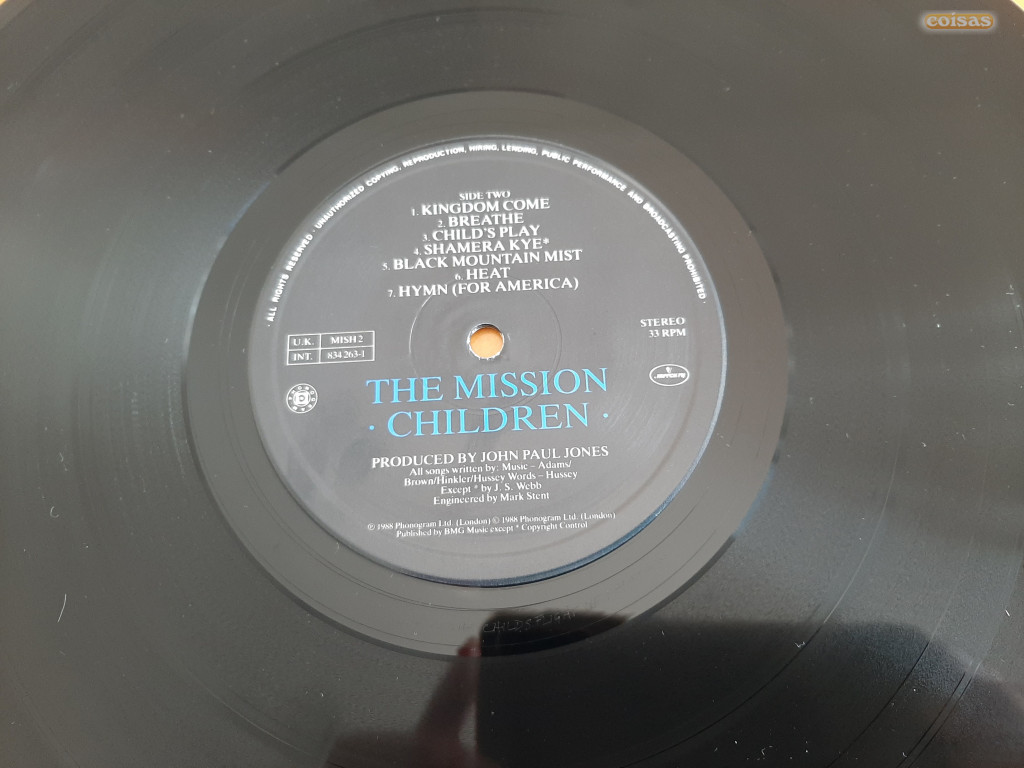 coisas
· ALL RIGHTS RESERVED · UNAUTHORIZED COPYING, REPRODUCTION, HIRING, LENDING, PUBLIC PERFORMANCE AND BROADCASTING PROHIBITED ·
SIDE TWO
1. KINGDOM COME
2. BREATHE
3. CHILD'S PLAY
4. SHAMERA KYE*
5. BLACK MOUNTAIN MIST
6. HEAT
7. HYMN (FOR AMERICA)
STEREO
33 RPM
U.K. MISH 2
INT. 834 263-1
THE MISSION
· CHILDREN ·
PRODUCED BY JOHN PAUL JONES
All songs written by: Music – Adams/
Brown/Hinkler/Hussey Words – Hussey
Except * by J. S. Webb
Engineered by Mark Stent
℗ 1988 Phonogram Ltd. (London) © 1988 Phonogram Ltd. (London)
Published by BMG Music except * Copyright Control